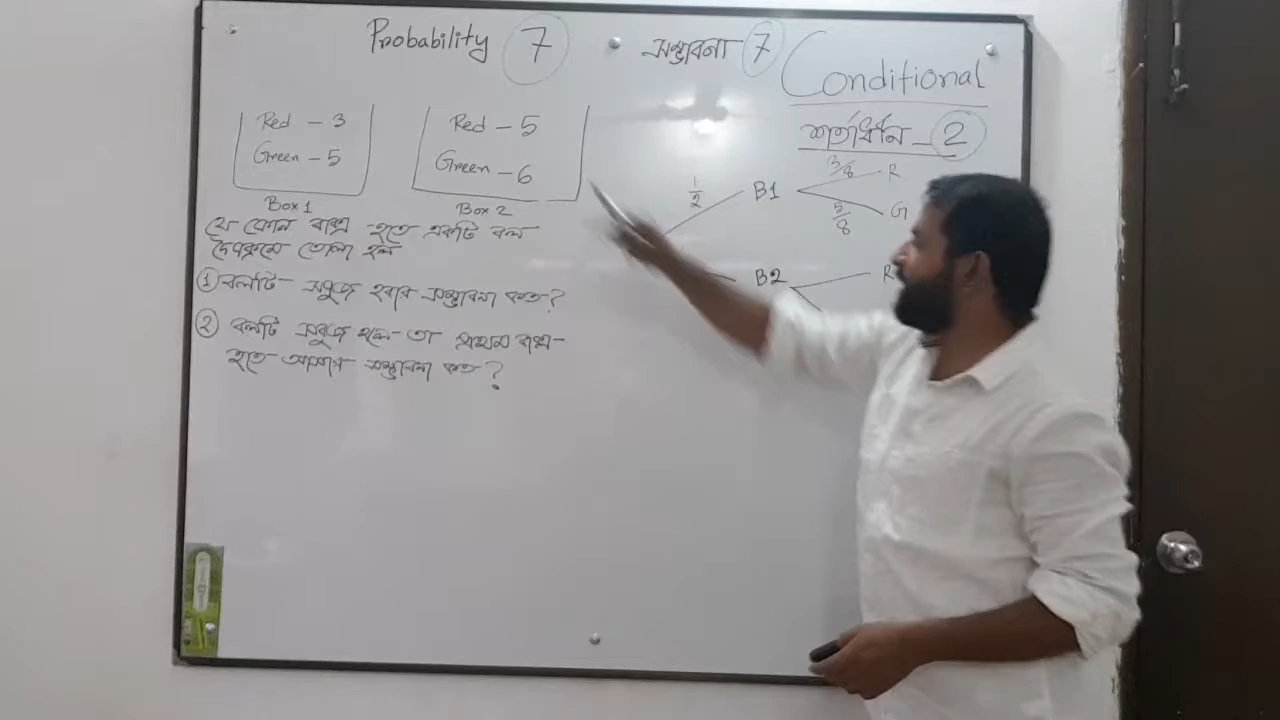 Probability 7
সম্ভাবনা 7
Conditional
শর্তাধীন - 2
Red - 3
Green - 5
Box 1
Red - 5
Green - 6
Box 2
যে কোন বাক্স হতে একটি বল
দৈবক্রমে তোলা হল
① বলটি সবুজ হবার সম্ভাবনা কত?
② বলটি সবুজ হলে তা প্রথম বাক্স
হতে আসার সম্ভাবনা কত?
1/2 B1 3/8 R
5/8 G
B2 R